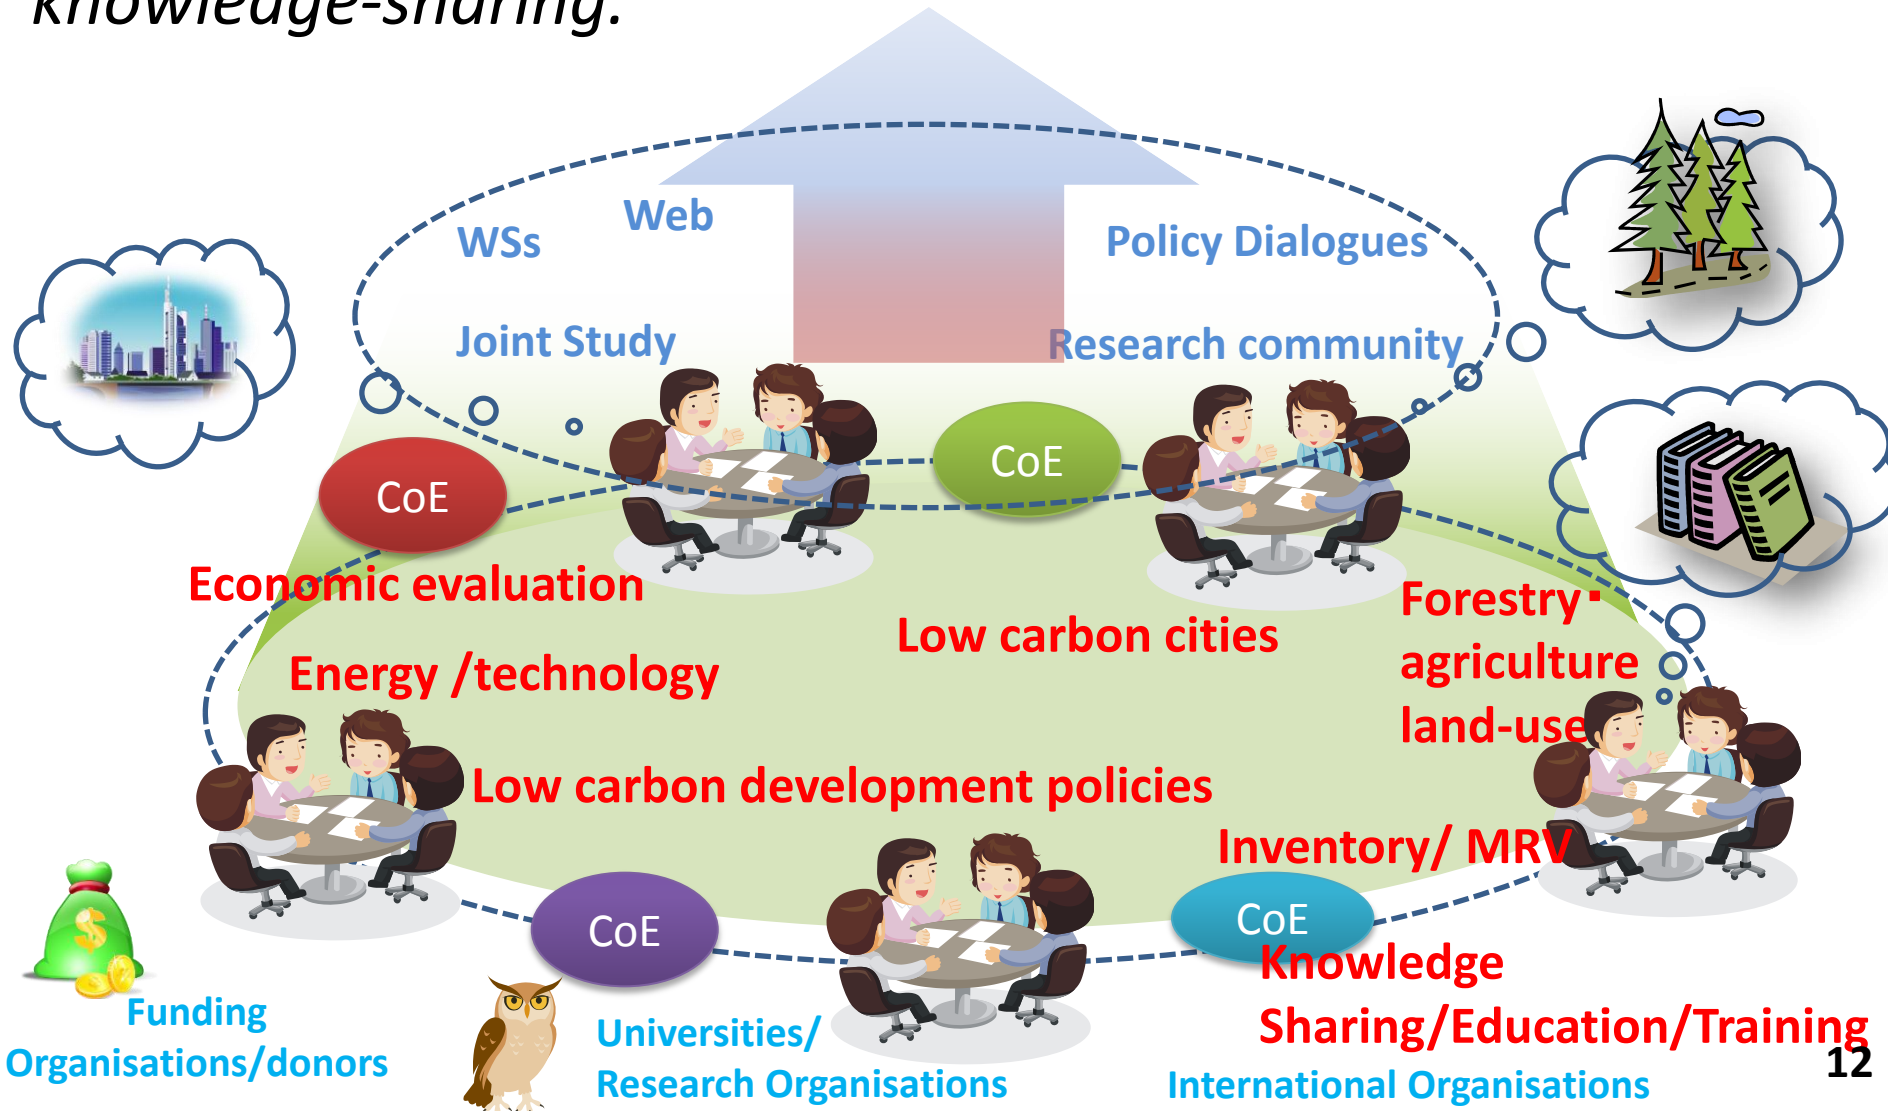 knowledge-sharing.
Web
WSs
Policy Dialogues
Joint Study
Research community
CoE
CoE
Economic evaluation
Low carbon cities
Forestry・
agriculture
land-use
Energy /technology
Low carbon development policies
Inventory/ MRV
CoE
CoE
Knowledge
Sharing/Education/Training
Funding
Organisations/donors
Universities/
Research Organisations
International Organisations
12